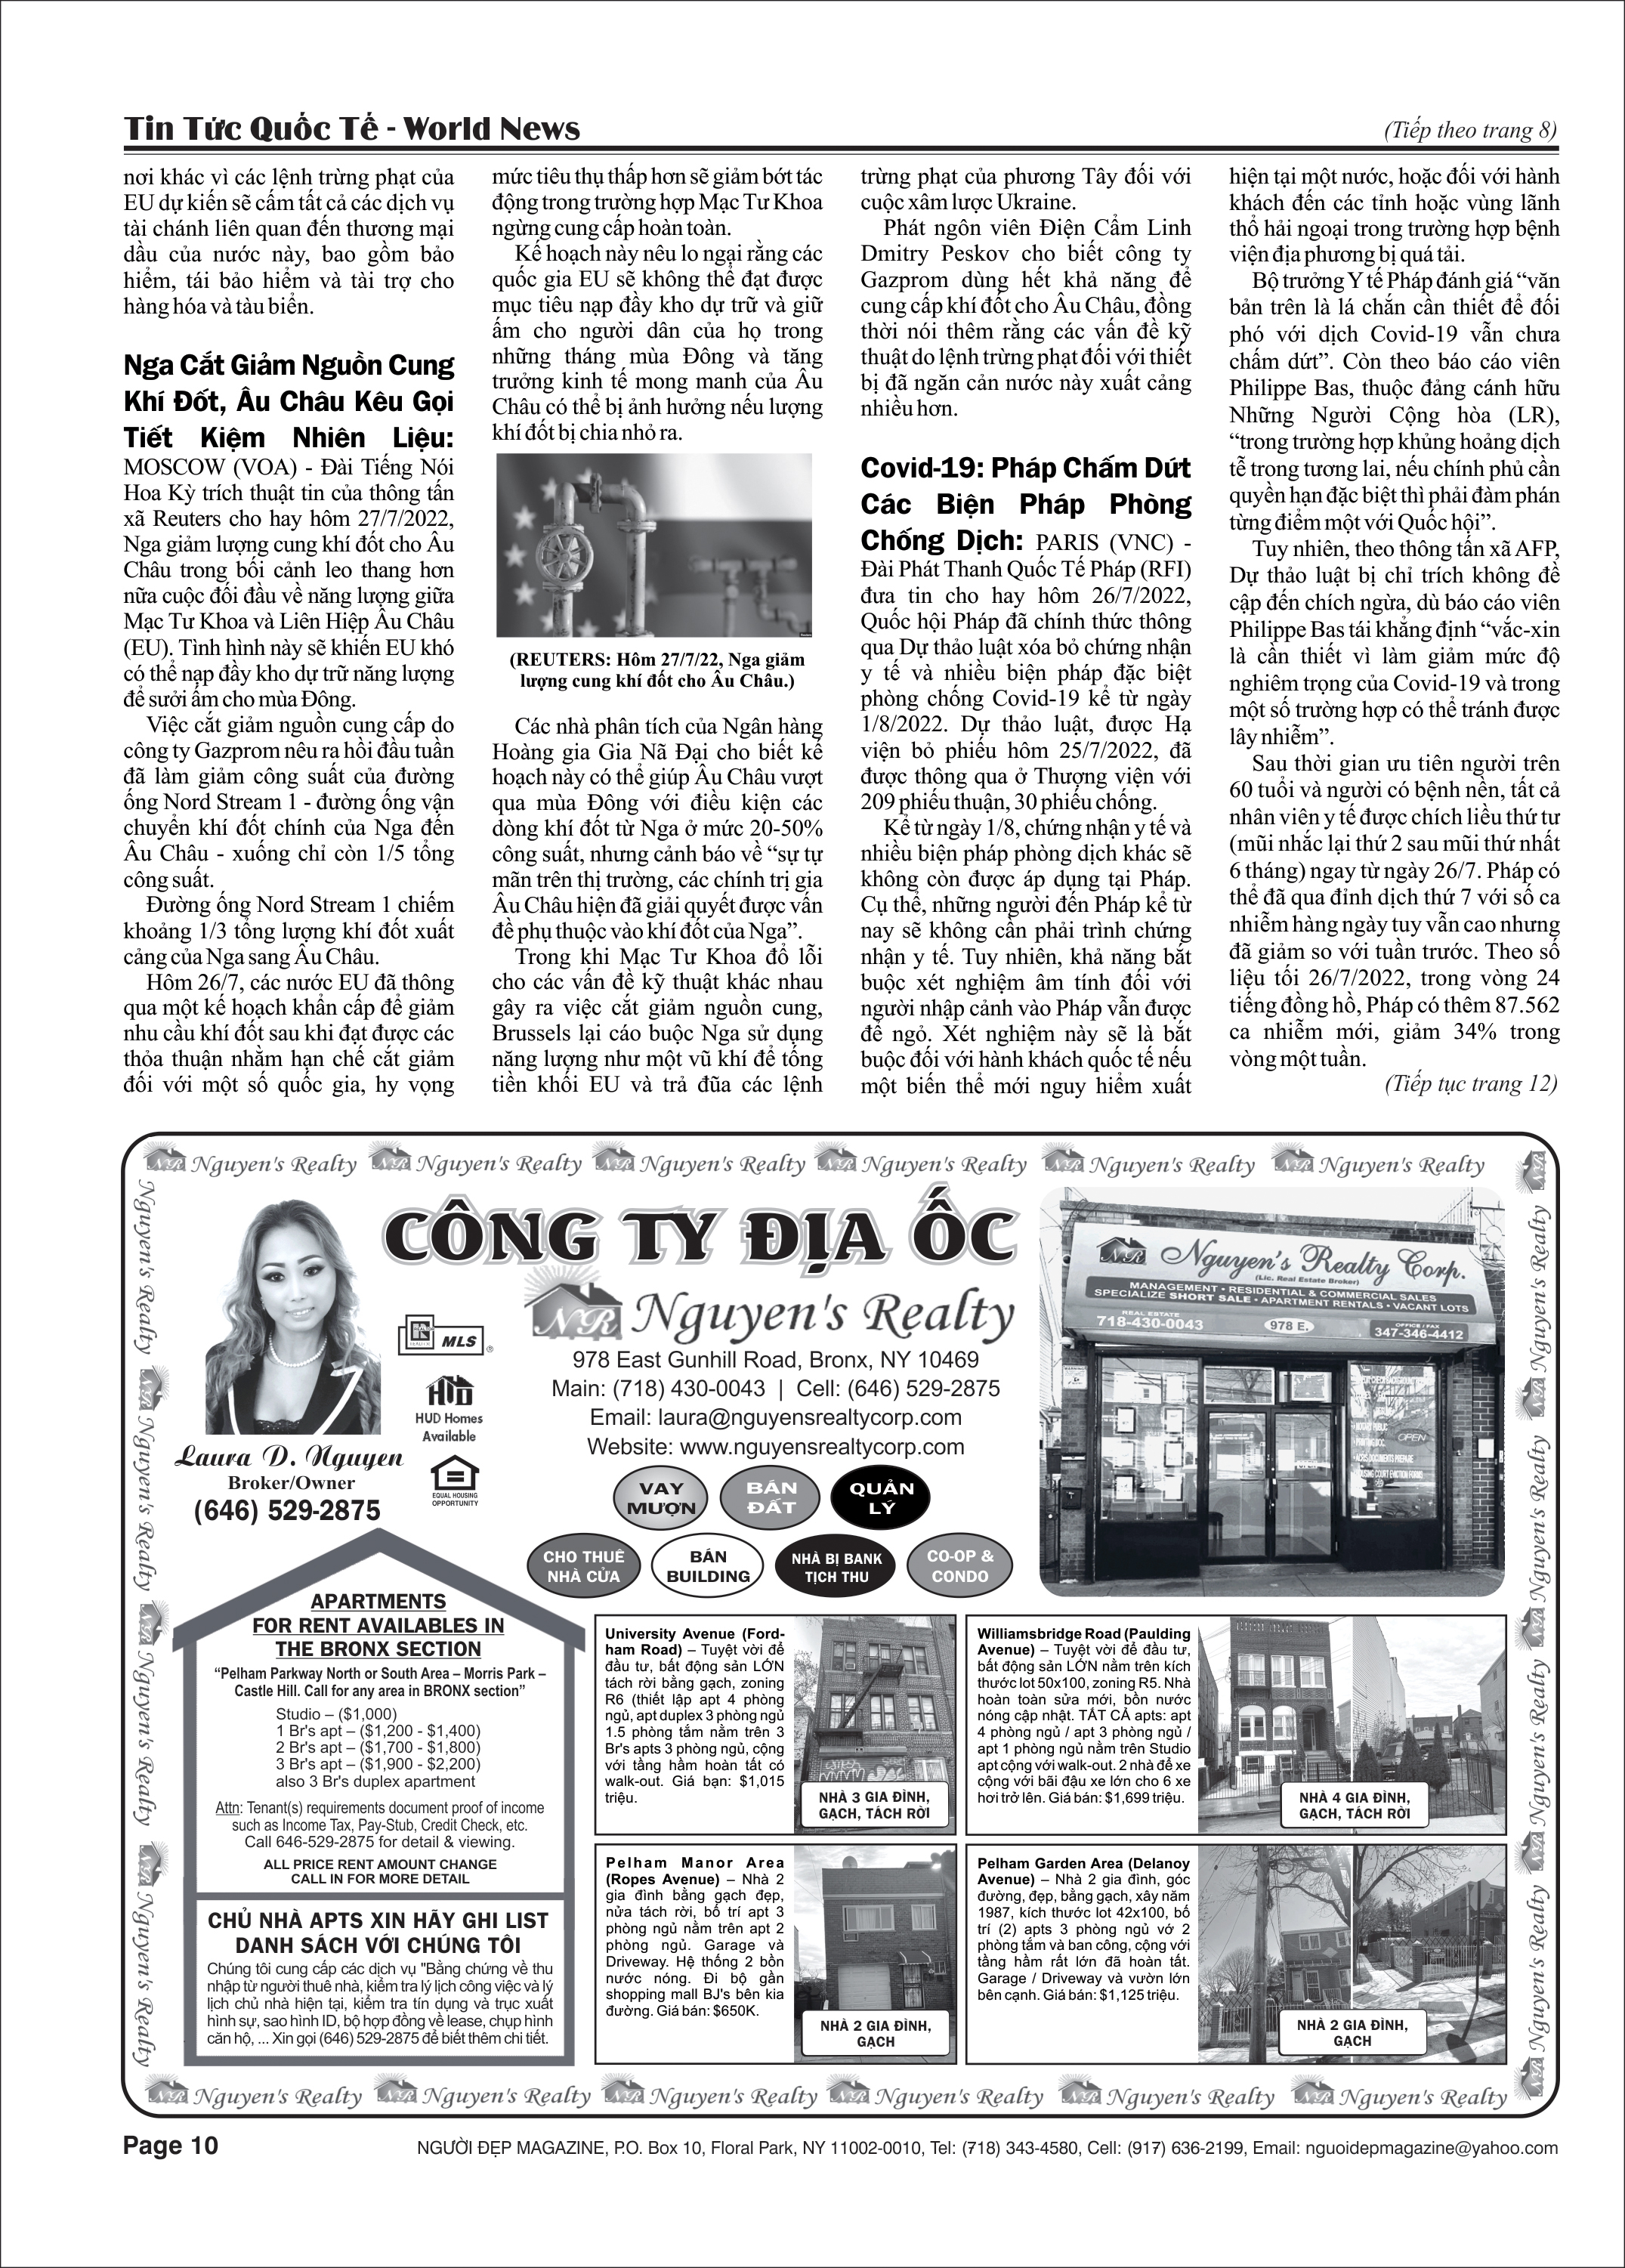 Tin Tức Quốc Tế - World News
(Tiếp theo trang 8)
nơi khác vì các lệnh trừng phạt của
EU dự kiến sẽ cấm tất cả các dịch vụ
tài chánh liên quan đến thương mại
dầu của nước này, bao gồm bảo
hiểm, tái bảo hiểm và tài trợ cho
hàng hóa và tàu biển.
Nga Cắt Giảm Nguồn Cung
Khí Đốt, Âu Châu Kêu Gọi
Tiết Kiệm Nhiên Liệu:
MOSCOW (VOA) - Đài Tiếng Nói
Hoa Kỳ trích thuật tin của thông tấn
xã Reuters cho hay hôm 27/7/2022,
Nga giảm lượng cung khí đốt cho Âu
Châu trong bối cảnh leo thang hơn
nữa cuộc đối đầu về năng lượng giữa
Mạc Tư Khoa và Liên Hiệp Âu Châu
(EU). Tình hình này sẽ khiến EU khó
có thể nạp đầy kho dự trữ năng lượng
để sưởi ấm cho mùa Đông.
Việc cắt giảm nguồn cung cấp do
công ty Gazprom nêu ra hồi đầu tuần
đã làm giảm công suất của đường
ống Nord Stream 1 - đường ống vận
chuyển khí đốt chính của Nga đến
Âu Châu - xuống chỉ còn 1/5 tổng
công suất.
Đường ống Nord Stream 1 chiếm
khoảng 1/3 tổng lượng khí đốt xuất
cảng của Nga sang Âu Châu.
Hôm 26/7, các nước EU đã thông
qua một kế hoạch khẩn cấp để giảm
nhu cầu khí đốt sau khi đạt được các
thỏa thuận nhằm hạn chế cắt giảm
đối với một số quốc gia, hy vọng
mức tiêu thụ thấp hơn sẽ giảm bớt tác
động trong trường hợp Mạc Tư Khoa
ngừng cung cấp hoàn toàn.
Kế hoạch này nêu lo ngại rằng các
quốc gia EU sẽ không thể đạt được
mục tiêu nạp đầy kho dự trữ và giữ
ấm cho người dân của họ trong
những tháng mùa Đông và tăng
trưởng kinh tế mong manh của Âu
Châu có thể bị ảnh hưởng nếu lượng
khí đốt bị chia nhỏ ra.
(REUTERS: Hôm 27/7/22, Nga giảm
lượng cung khí đốt cho Âu Châu.)
Các nhà phân tích của Ngân hàng
Hoàng gia Gia Nã Đại cho biết kế
hoạch này có thể giúp Âu Châu vượt
qua mùa Đông với điều kiện các
dòng khí đốt từ Nga ở mức 20-50%
công suất, nhưng cảnh báo về “sự tự
mãn trên thị trường, các chính trị gia
Âu Châu hiện đã giải quyết được vấn
đề phụ thuộc vào khí đốt của Nga”.
Trong khi Mạc Tư Khoa đổ lỗi
cho các vấn đề kỹ thuật khác nhau
gây ra việc cắt giảm nguồn cung,
Brussels lại cáo buộc Nga sử dụng
năng lượng như một vũ khí để tống
tiền khối EU và trả đũa các lệnh
trừng phạt của phương Tây đối với
cuộc xâm lược Ukraine.
Phát ngôn viên Điện Cẩm Linh
Dmitry Peskov cho biết công ty
Gazprom dùng hết khả năng để
cung cấp khí đốt cho Âu Châu, đồng
thời nói thêm rằng các vấn đề kỹ
thuật do lệnh trừng phạt đối với thiết
bị đã ngăn cản nước này xuất cảng
nhiều hơn.
Covid-19: Pháp Chấm Dứt
Các Biện Pháp Phòng
Chống Dịch: PARIS (VNC) -
Đài Phát Thanh Quốc Tế Pháp (RFI)
đưa tin cho hay hôm 26/7/2022,
Quốc hội Pháp đã chính thức thông
qua Dự thảo luật xóa bỏ chứng nhận
y tế và nhiều biện pháp đặc biệt
phòng chống Covid-19 kể từ ngày
1/8/2022. Dự thảo luật, được Hạ
viện bỏ phiếu hôm 25/7/2022, đã
được thông qua ở Thượng viện với
209 phiếu thuận, 30 phiếu chống.
Kể từ ngày 1/8, chứng nhận y tế và
nhiều biện pháp phòng dịch khác sẽ
không còn được áp dụng tại Pháp.
Cụ thể, những người đến Pháp kể từ
nay sẽ không cần phải trình chứng
nhận y tế. Tuy nhiên, khả năng bắt
buộc xét nghiệm âm tính đối với
người nhập cảnh vào Pháp vẫn được
để ngỏ. Xét nghiệm này sẽ là bắt
buộc đối với hành khách quốc tế nếu
một biến thể mới nguy hiểm xuất
hiện tại một nước, hoặc đối với hành
khách đến các tỉnh hoặc vùng lãnh
thổ hải ngoại trong trường hợp bệnh
viện địa phương bị quá tải.
Bộ trưởng Y tế Pháp đánh giá “văn
bản trên là lá chắn cần thiết để đối
phó với dịch Covid-19 vẫn chưa
chấm dứt”. Còn theo báo cáo viên
Philippe Bas, thuộc đảng cánh hữu
Những Người Cộng hòa (LR),
“trong trường hợp khủng hoảng dịch
tễ trong tương lai, nếu chính phủ cần
quyền hạn đặc biệt thì phải đàm phán
từng điểm một với Quốc hội”.
Tuy nhiên, theo thông tấn xã AFP,
Dự thảo luật bị chỉ trích không đề
cập đến chích ngừa, dù báo cáo viên
Philippe Bas tái khẳng định “vắc-xin
là cần thiết vì làm giảm mức độ
nghiêm trọng của Covid-19 và trong
một số trường hợp có thể tránh được
lây nhiễm”.
Sau thời gian ưu tiên người trên
60 tuổi và người có bệnh nền, tất cả
nhân viên y tế được chích liều thứ tư
(mũi nhắc lại thứ 2 sau mũi thứ nhất
6 tháng) ngay từ ngày 26/7. Pháp có
thể đã qua đỉnh dịch thứ 7 với số ca
nhiễm hàng ngày tuy vẫn cao nhưng
đã giảm so với tuần trước. Theo số
liệu tối 26/7/2022, trong vòng 24
tiếng đồng hồ, Pháp có thêm 87.562
ca nhiễm mới, giảm 34% trong
vòng một tuần.
(Tiếp tục trang 12)
NR Nguyen's Realty NR Nguyen's Realty NR Nguyen's Realty NR Nguyen's Realty NR Nguyen's Realty NR Nguyen's Realty NR
Nguyen's Realty NR Nguyen's Realty NR Nguyen's Realty NR Nguyen's Realty
CÔNG TY ĐỊA ỐC
NR Nguyen's Realty
978 East Gunhill Road, Bronx, NY 10469
Main: (718) 430-0043 | Cell: (646) 529-2875
Email: laura@nguyensrealtycorp.com
Website: www.nguyensrealtycorp.com
R MLS ®
HUD Homes
Available
EQUAL HOUSING
OPPORTUNITY
Laura D. Nguyen
Broker/Owner
(646) 529-2875
VAY
MƯỢN
BÁN
ĐẤT
QUẢN
LÝ
CHO THUÊ
NHÀ CỬA
BÁN
BUILDING
NHÀ BỊ BANK
TỊCH THU
CO-OP &
CONDO
NR Nguyen's Realty Corp.
(Lic. Real Estate Broker)
MANAGEMENT • RESIDENTIAL & COMMERCIAL SALES
SPECIALIZE SHORT SALE • APARTMENT RENTALS • VACANT LOTS
REAL ESTATE
718-430-0043
978 E.
OFFICE / FAX
347-346-4412
OPEN
APARTMENTS
FOR RENT AVAILABLES IN
THE BRONX SECTION
“Pelham Parkway North or South Area – Morris Park –
Castle Hill. Call for any area in BRONX section”
Studio – ($1,000)
1 Br's apt – ($1,200 - $1,400)
2 Br's apt – ($1,700 - $1,800)
3 Br's apt – ($1,900 - $2,200)
also 3 Br's duplex apartment
Attn: Tenant(s) requirements document proof of income
such as Income Tax, Pay-Stub, Credit Check, etc.
Call 646-529-2875 for detail & viewing.
ALL PRICE RENT AMOUNT CHANGE
CALL IN FOR MORE DETAIL
CHỦ NHÀ APTS XIN HÃY GHI LIST
DANH SÁCH VỚI CHÚNG TÔI
Chúng tôi cung cấp các dịch vụ "Bằng chứng về thu
nhập từ người thuê nhà, kiểm tra lý lịch công việc và lý
lịch chủ nhà hiện tại, kiểm tra tín dụng và trục xuất
hình sự, sao hình ID, bộ hợp đồng về lease, chụp hình
căn hộ, ... Xin gọi (646) 529-2875 để biết thêm chi tiết.
University Avenue (Ford-
ham Road) – Tuyệt vời để
đầu tư, bất động sản LỚN
tách rời bằng gạch, zoning
R6 (thiết lập apt 4 phòng
ngủ, apt duplex 3 phòng ngủ
1.5 phòng tắm nằm trên 3
Br's apts 3 phòng ngủ, cộng
với tầng hầm hoàn tất có
walk-out. Giá bạn: $1,015
triệu.
NHÀ 3 GIA ĐÌNH,
GẠCH, TÁCH RỜI
Williamsbridge Road (Paulding
Avenue) – Tuyệt vời để đầu tư,
bất động sản LỚN nằm trên kích
thước lot 50x100, zoning R5. Nhà
hoàn toàn sửa mới, bồn nước
nóng cập nhật. TẤT CẢ apts: apt
4 phòng ngủ / apt 3 phòng ngủ /
apt 1 phòng ngủ nằm trên Studio
apt cộng với walk-out. 2 nhà để xe
cộng với bãi đậu xe lớn cho 6 xe
hơi trở lên. Giá bán: $1,699 triệu.
NHÀ 4 GIA ĐÌNH,
GẠCH, TÁCH RỜI
Pelham Manor Area
(Ropes Avenue) – Nhà 2
gia đình bằng gạch đẹp,
nửa tách rời, bố trí apt 3
phòng ngủ nằm trên apt 2
phòng ngủ. Garage và
Driveway. Hệ thống 2 bồn
nước nóng. Đi bộ gần
shopping mall BJ's bên kia
đường. Giá bán: $650K.
NHÀ 2 GIA ĐÌNH,
GẠCH
Pelham Garden Area (Delanoy
Avenue) – Nhà 2 gia đình, góc
đường, đẹp, bằng gạch, xây năm
1987, kích thước lot 42x100, bố
trí (2) apts 3 phòng ngủ vớ 2
phòng tắm và ban công, cộng với
tầng hầm rất lớn đã hoàn tất.
Garage / Driveway và vườn lớn
bên cạnh. Giá bán: $1,125 triệu.
NHÀ 2 GIA ĐÌNH,
GẠCH
Nguyen's Realty NR Nguyen's Realty NR Nguyen's Realty NR Nguyen's Realty NR
NR Nguyen's Realty NR Nguyen's Realty NR Nguyen's Realty NR Nguyen's Realty NR Nguyen's Realty NR Nguyen's Realty
Page 10
NGƯỜI ĐẸP MAGAZINE, P.O. Box 10, Floral Park, NY 11002-0010, Tel: (718) 343-4580, Cell: (917) 636-2199, Email: nguoidepmagazine@yahoo.com